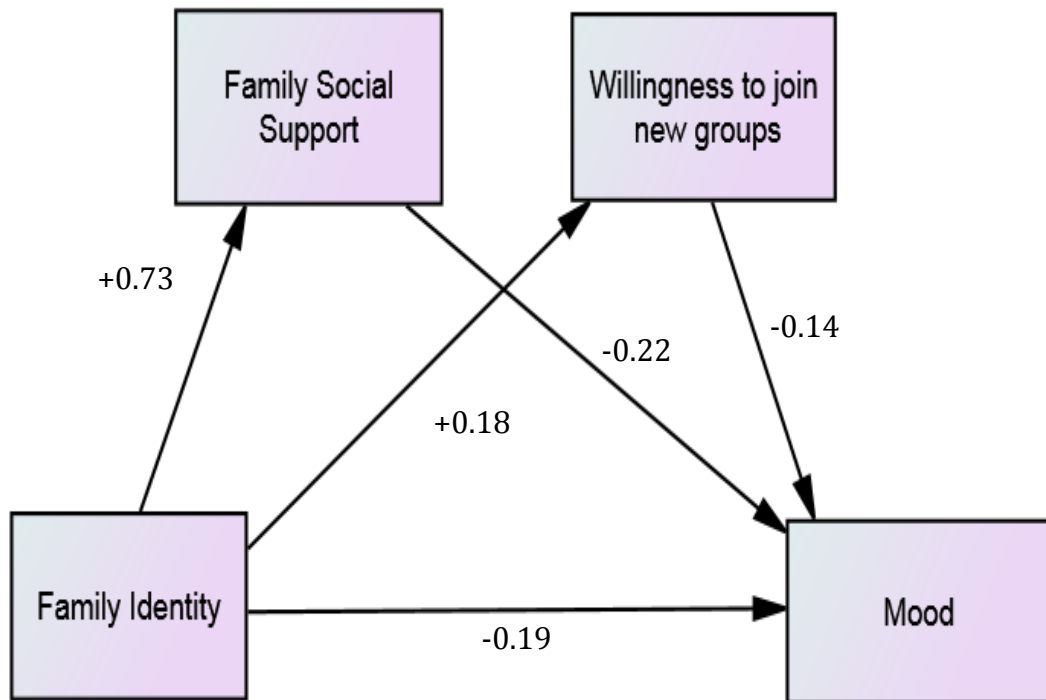 Family Social
Support
Willingness to join
new groups
+0.73
-0.14
-0.22
+0.18
Family Identity
Mood
-0.19